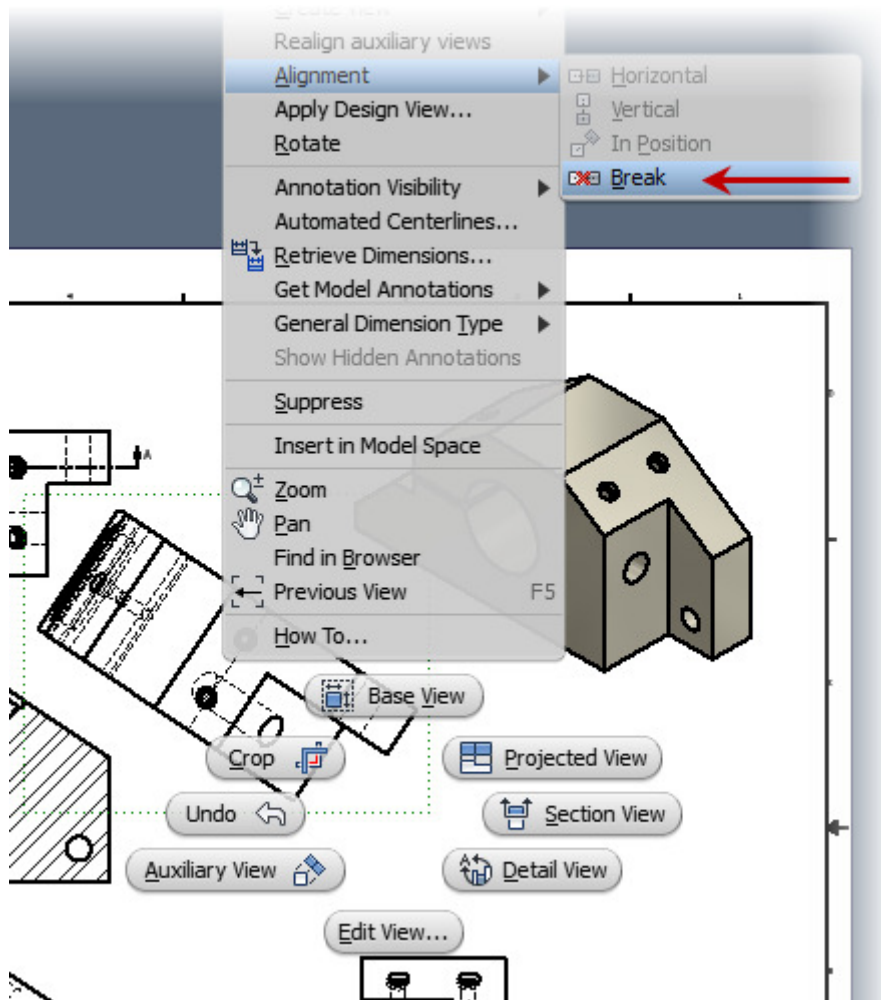 Create View
Realign auxiliary views
Alignment
Horizontal
Vertical
In Position
Break
Apply Design View...
Rotate
Annotation Visibility
Automated Centerlines...
Retrieve Dimensions...
Get Model Annotations
General Dimension Type
Show Hidden Annotations
Suppress
Insert in Model Space
Zoom
Pan
Find in Browser
Previous View F5
How To...
A
Base View
Crop
Projected View
Undo
Section View
Auxiliary View
Detail View
Edit View...